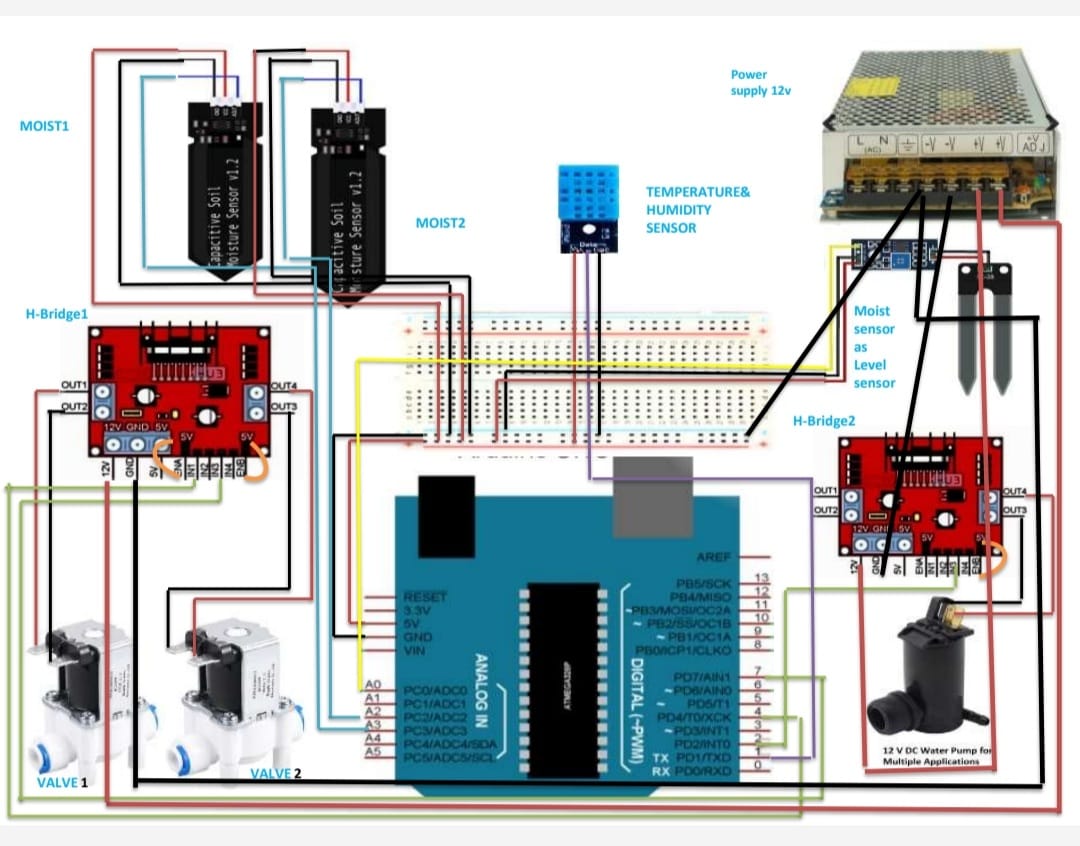 Power
supply 12v
L N
(AC)
-V -V +V +V
+V
ADJ
MOIST1
Capacitive Soil
Moisture Sensor v1.2
MOIST2
Capacitive Soil
Moisture Sensor v1.2
TEMPERATURE&
HUMIDITY
SENSOR
Data
Moist
sensor
as
Level
sensor
H-Bridge1
OUT1
OUT2
OUT4
OUT3
12V GND 5V
5V
5V
12V
GND
5V
ENA
IN1
IN2
IN3
IN4
ENB
H-Bridge2
OUT1
OUT2
OUT4
OUT3
12V GND 5V
5V
5V
12V
GND
5V
ENA
IN1
IN2
IN3
IN4
ENB
AREF
RESET
3.3V
5V
GND
VIN
PB5/SCK 13
PB4/MISO 12
~PB3/MOSI/OC2A 11
~ PB2/SS/OC1B 10
~ PB1/OC1A 9
PB0/ICP1/CLKO 8
A0 PC0/ADC0
A1 PC1/ADC1
A2 PC2/ADC2
A3 PC3/ADC3
A4 PC4/ADC4/SDA
A5 PC5/ADC5/SCL
ANALOG IN
ATMEGA328P
DIGITAL (~PWM)
PD7/AIN1 7
~ PD6/AIN0 6
~ PD5/T1 5
PD4/T0/XCK 4
~ PD3/INT1 3
PD2/INT0 2
TX PD1/TXD 1
RX PD0/RXD 0
VALVE 1
VALVE 2
12 V DC Water Pump for
Multiple Applications